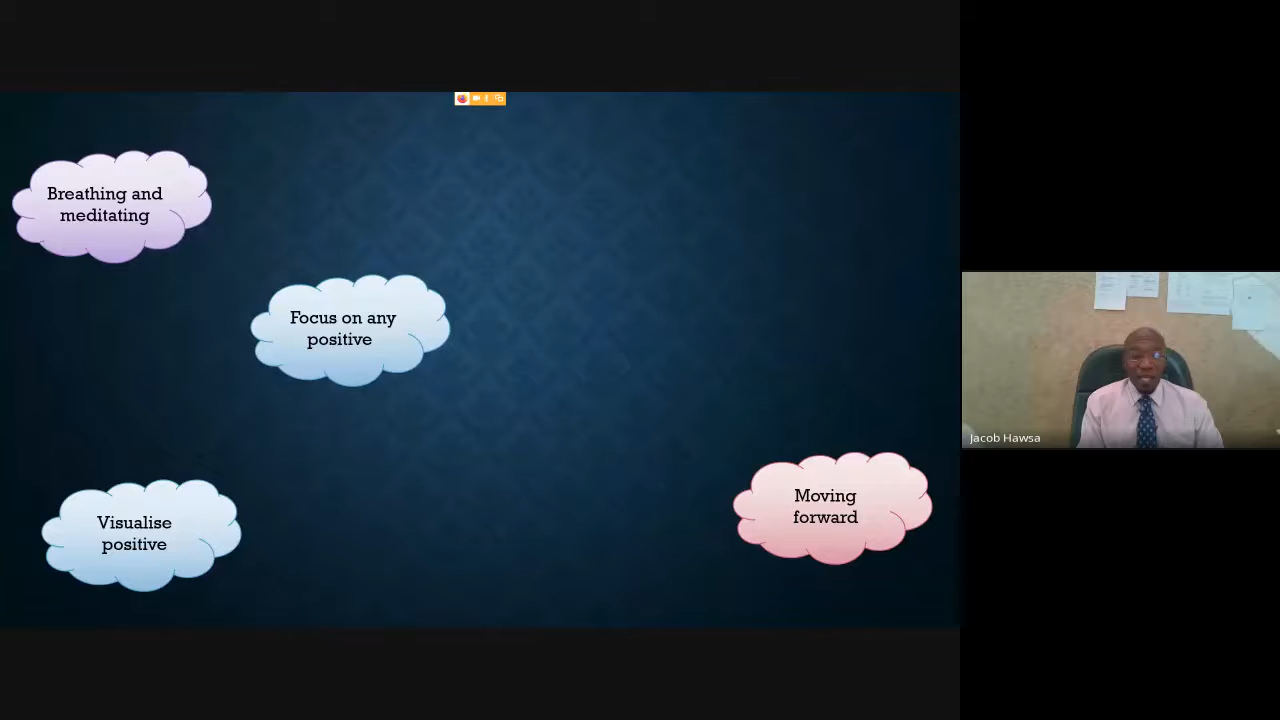 Breathing and
meditating
Focus on any
positive
Visualise
positive
Moving
forward
Jacob Hawsa